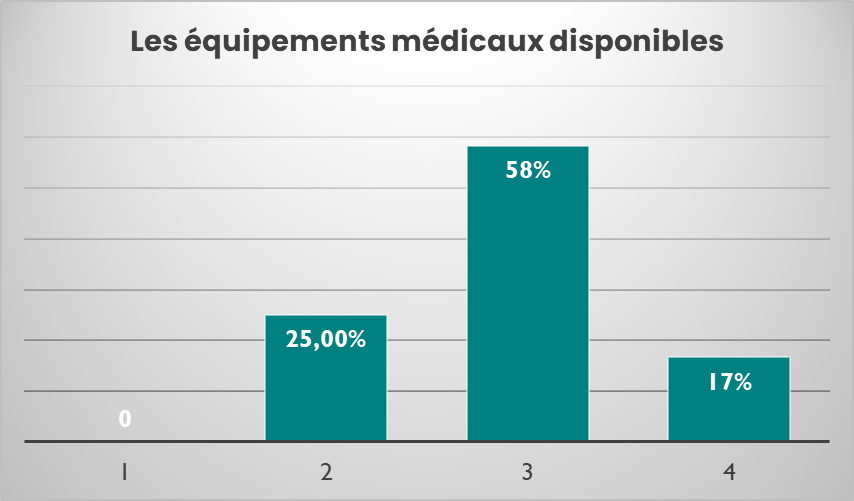 Les équipements médicaux disponibles
58%
25,00%
17%
0
1 2 3 4